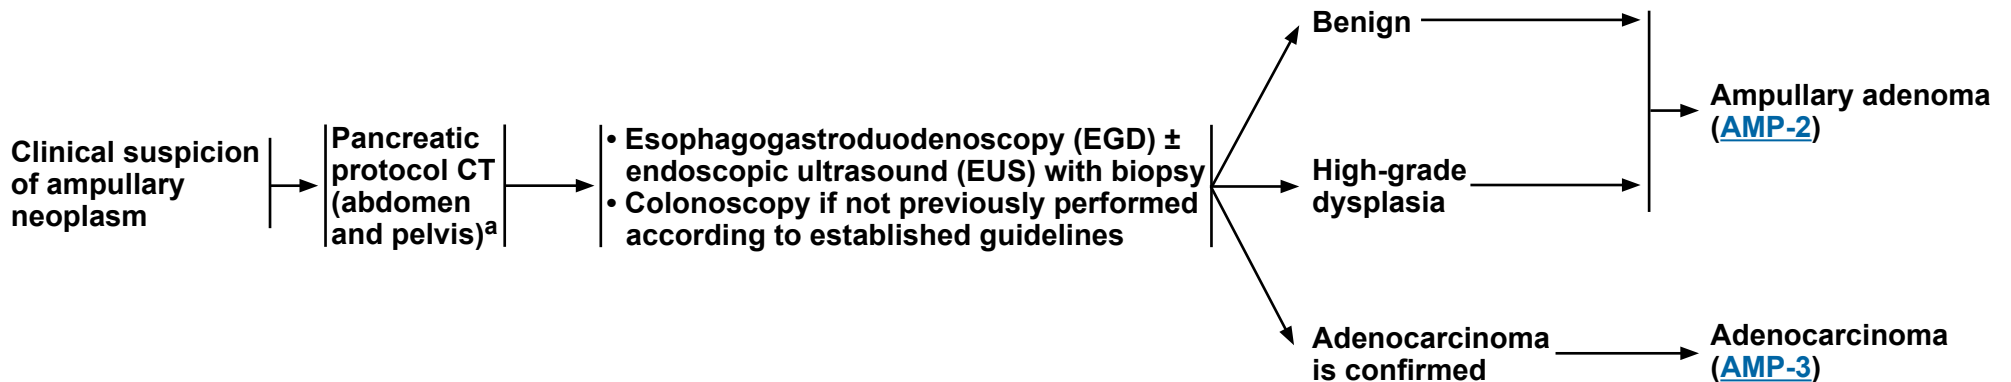 Clinical suspicion
of ampullary
neoplasm
Pancreatic
protocol CT
(abdomen
and pelvis)a
• Esophagogastroduodenoscopy (EGD) ±
endoscopic ultrasound (EUS) with biopsy
• Colonoscopy if not previously performed
according to established guidelines
Benign
High-grade
dysplasia
Adenocarcinoma
is confirmed
Ampullary adenoma
(AMP-2)
Adenocarcinoma
(AMP-3)